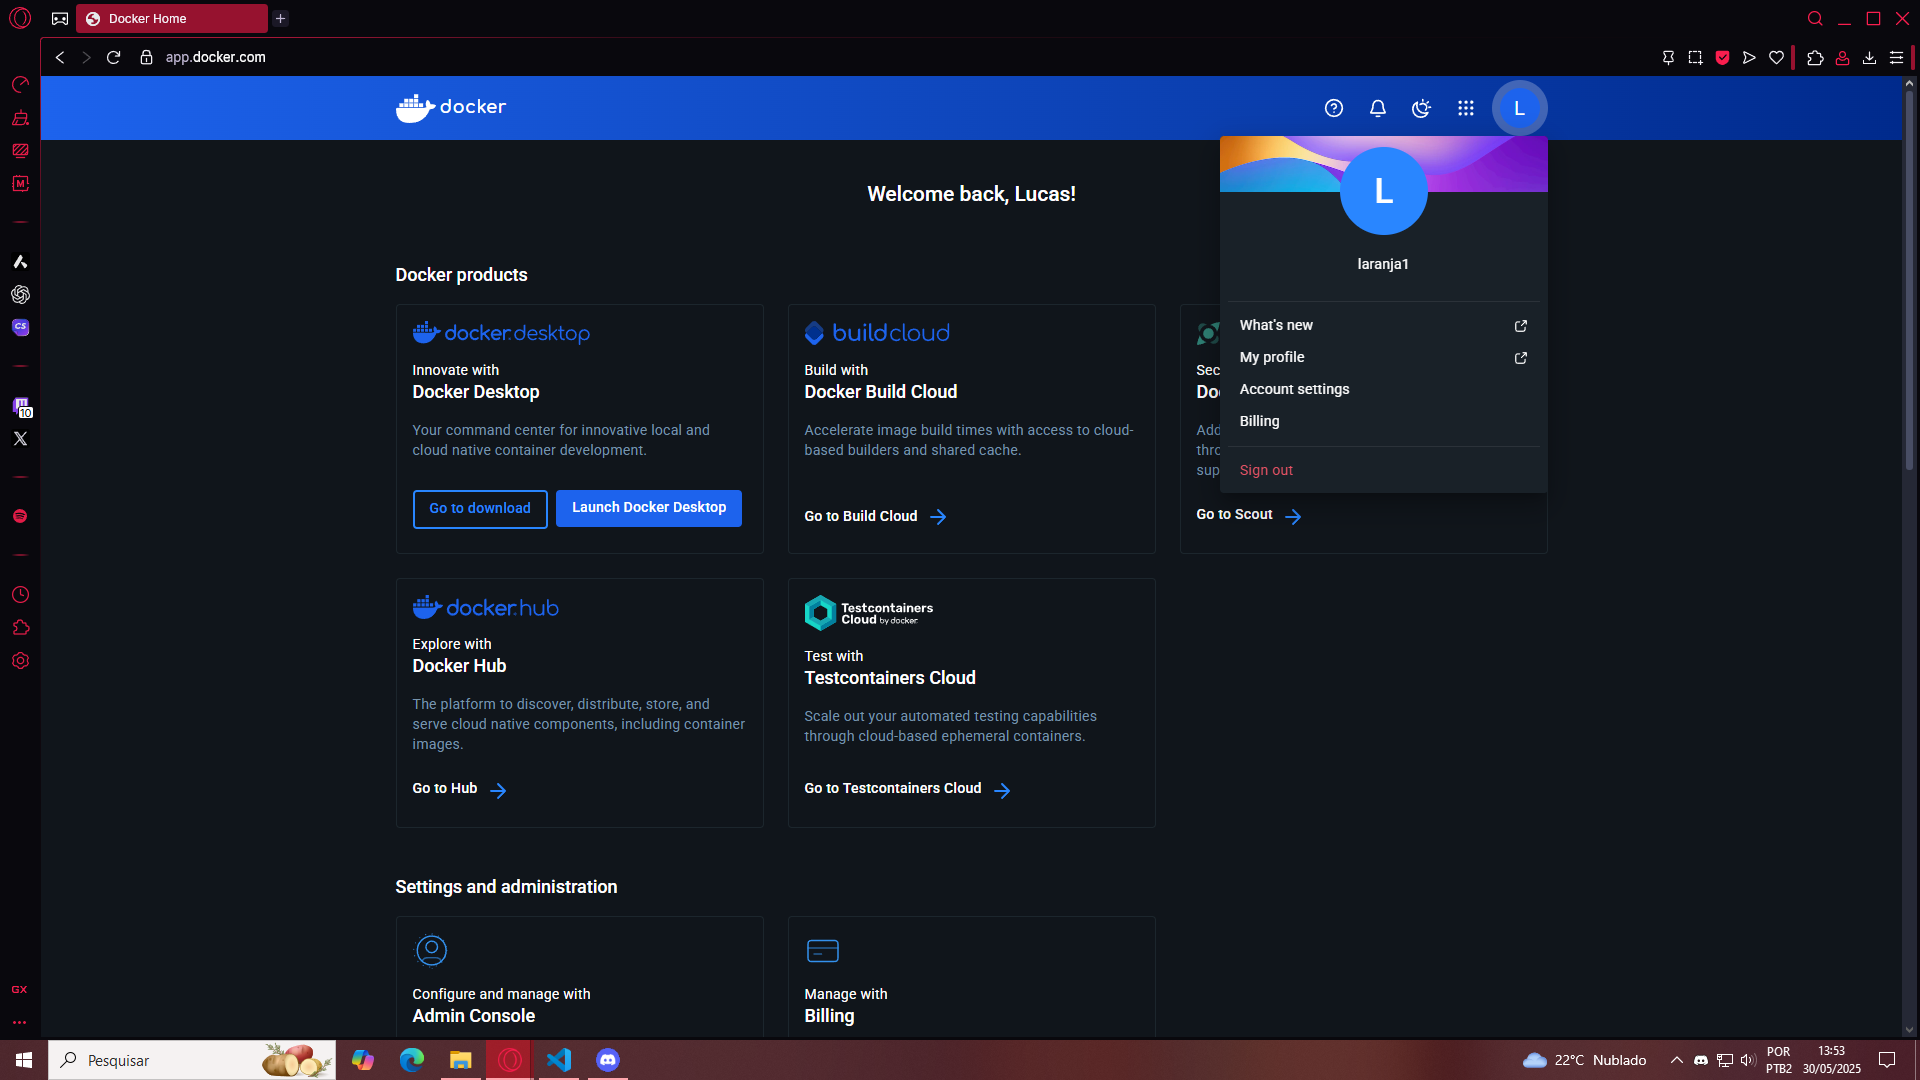 Docker Home
app.docker.com
docker
L
Welcome back, Lucas!
L
laranja1
What's new
My profile
Account settings
Billing
Sign out
Docker products
docker.desktop
Innovate with
Docker Desktop
Your command center for innovative local and
cloud native container development.
Go to download
Launch Docker Desktop
buildcloud
Build with
Docker Build Cloud
Accelerate image build times with access to cloud-
based builders and shared cache.
Go to Build Cloud
Sec
Do
Add
thro
sup
Go to Scout
docker.hub
Explore with
Docker Hub
The platform to discover, distribute, store, and
serve cloud native components, including container
images.
Go to Hub
Testcontainers
Cloud by docker.
Test with
Testcontainers Cloud
Scale out your automated testing capabilities
through cloud-based ephemeral containers.
Go to Testcontainers Cloud
Settings and administration
Configure and manage with
Admin Console
Manage with
Billing
M
CS
10
GX
Pesquisar
22°C Nublado
POR
PTB2
13:53
30/05/2025